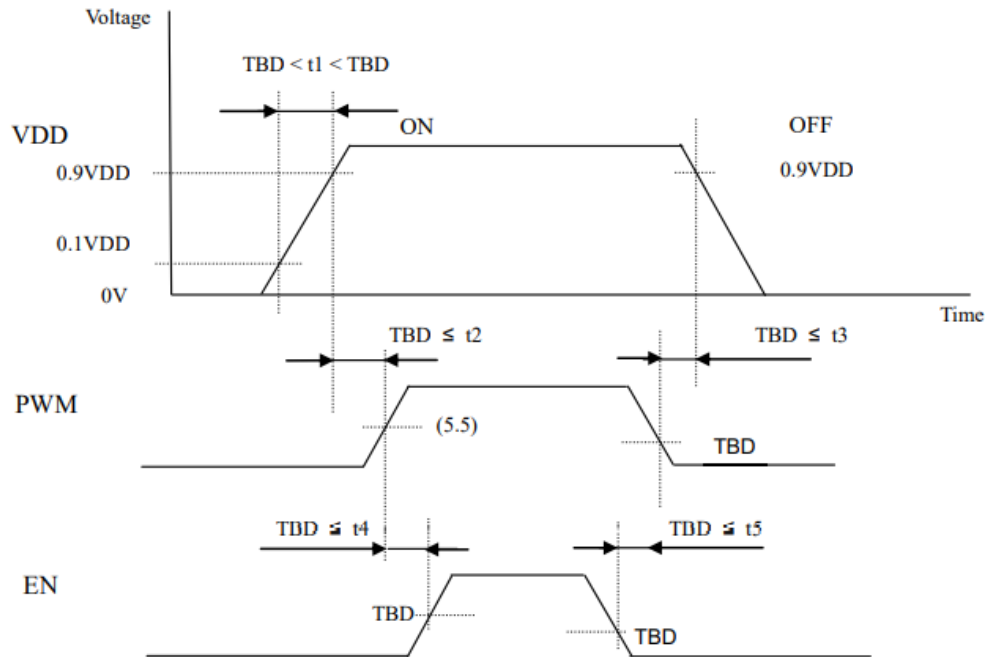 Voltage
TBD < t1 < TBD
VDD
ON
OFF
0.9VDD
0.9VDD
0.1VDD
0V
Time
TBD ≦ t2
TBD ≦ t3
PWM
(5.5)
TBD
TBD ≦ t4
TBD ≦ t5
EN
TBD
TBD